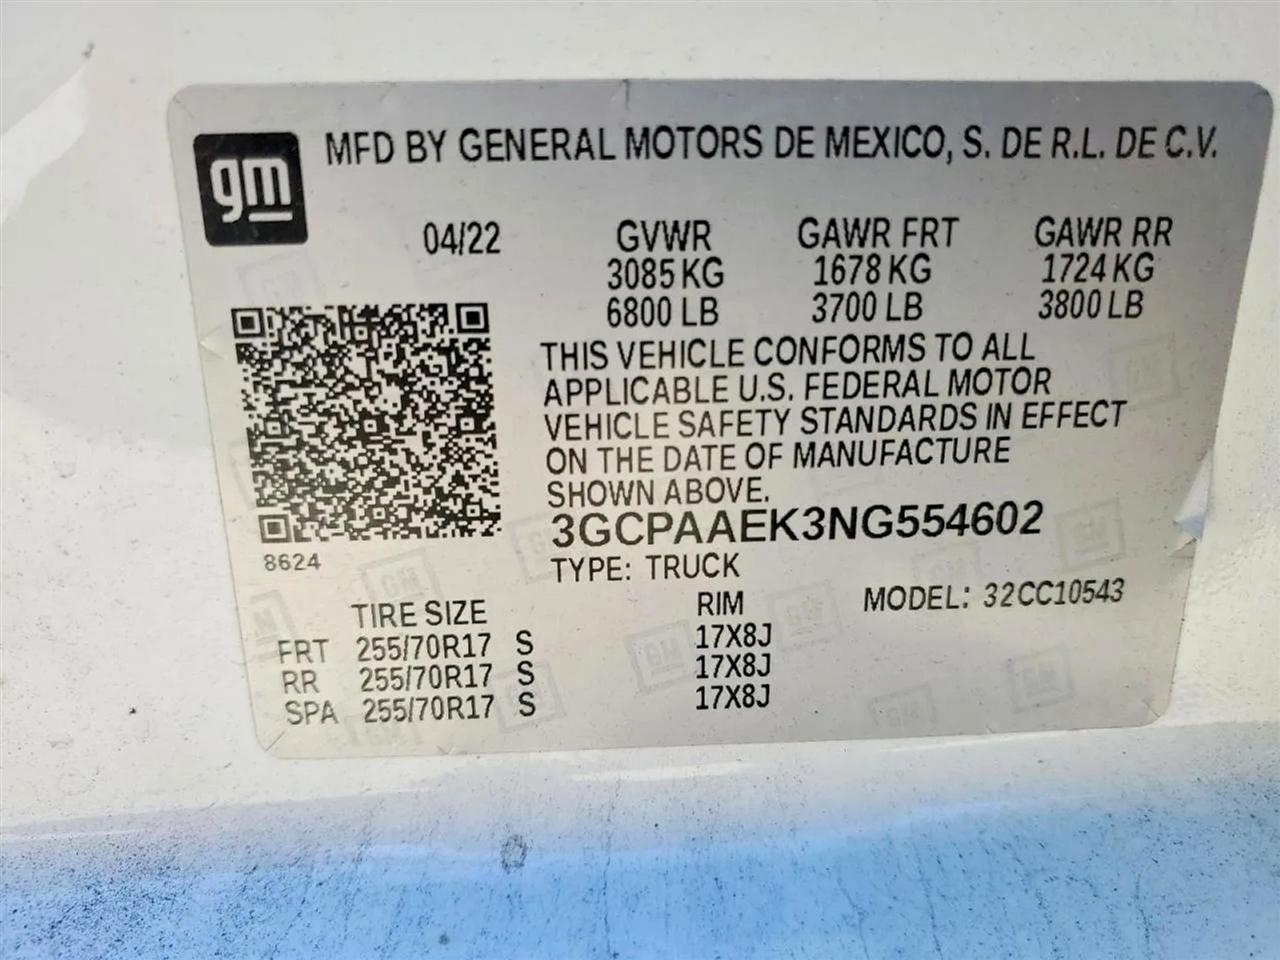 gm
MFD BY GENERAL MOTORS DE MEXICO, S. DE R.L. DE C.V.
04/22 GVWR GAWR FRT GAWR RR
3085 KG 1678 KG 1724 KG
6800 LB 3700 LB 3800 LB
THIS VEHICLE CONFORMS TO ALL
APPLICABLE U.S. FEDERAL MOTOR
VEHICLE SAFETY STANDARDS IN EFFECT
ON THE DATE OF MANUFACTURE
SHOWN ABOVE.
3GCPAAEK3NG554602
8624
TYPE: TRUCK
TIRE SIZE RIM MODEL: 32CC10543
FRT 255/70R17 S 17X8J
RR 255/70R17 S 17X8J
SPA 255/70R17 S 17X8J